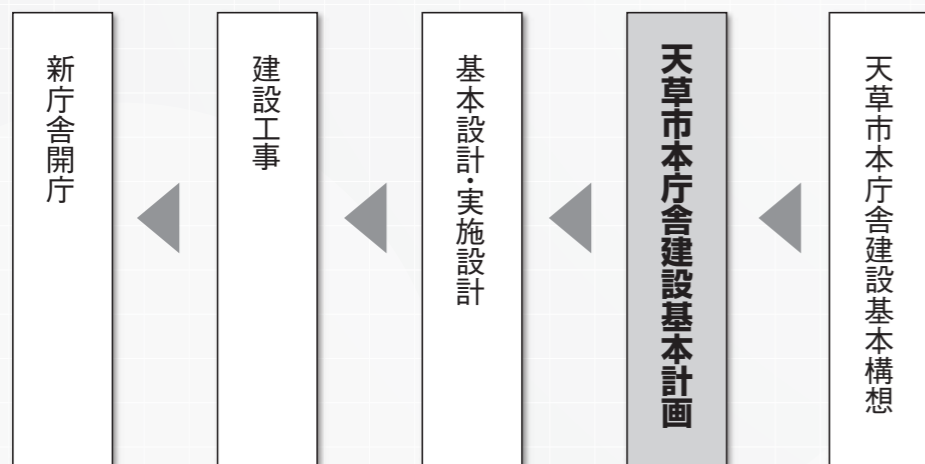 天草市本庁舎建設基本構想
天草市本庁舎建設基本計画
基本設計・実施設計
建設工事
新庁舎開庁